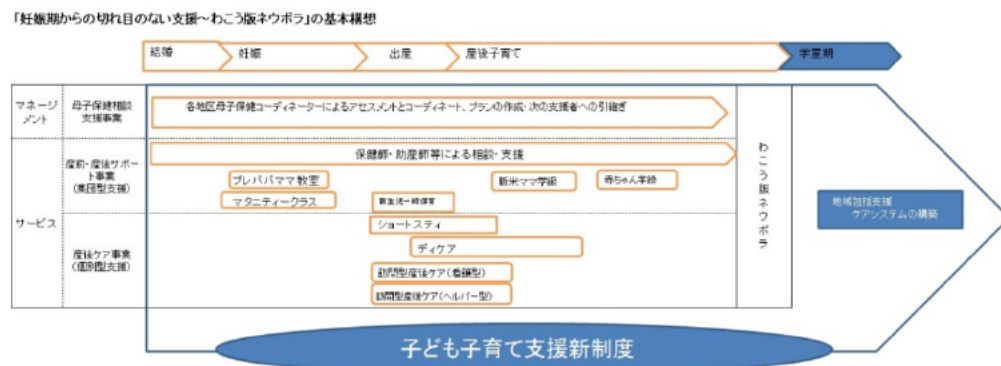 「妊娠期からの切れ目のない支援～わこう版ネウボラ」の基本構想
結婚
妊娠
出産
産後子育て
学童期
マネージ
メント
母子保健相談
支援事業
各地区母子保健コーディネーターによるアセスメントとコーディネート、プランの作成・次の支援者への引継ぎ
サービス
産前・産後サポー
ト事業
(集団型支援)
保健師・助産師等による相談・支援
プレパパママ教室
新米ママ学級
赤ちゃん学級
マタニティークラス
新生児一時保育
産後ケア事業
(個別型支援)
ショートスティ
ディケア
訪問型産後ケア(看護型)
訪問型産後ケア(ヘルパー型)
わこう版ネウボラ
地域包括支援
ケアシステムの構築
子ども子育て支援新制度